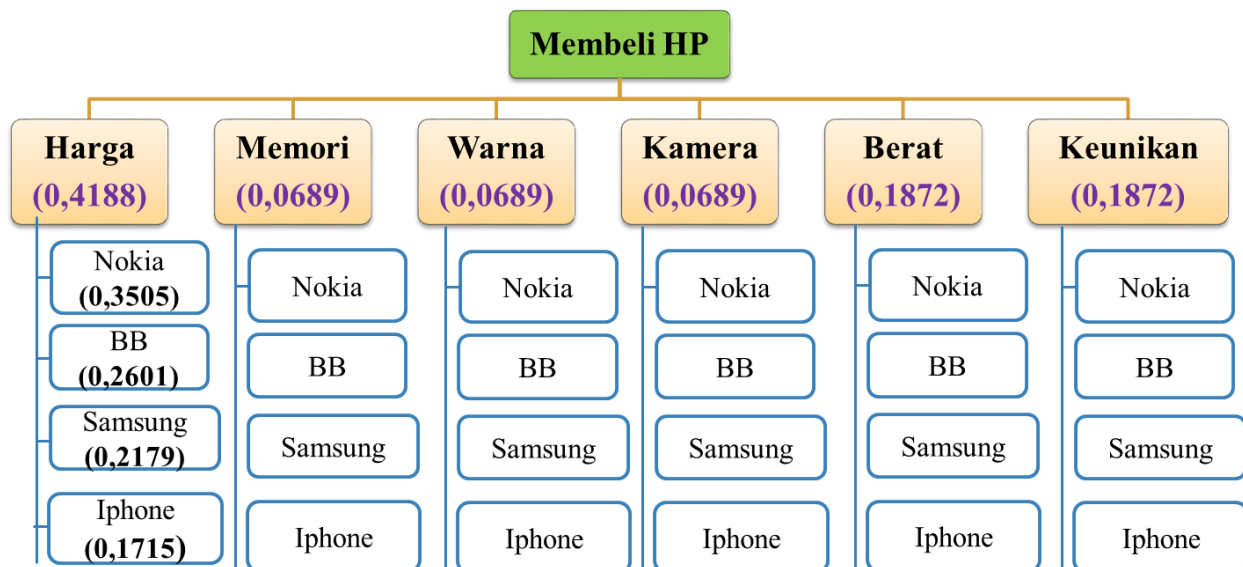 Membeli HP
Harga
(0,4188)
Nokia
(0,3505)
BB
(0,2601)
Samsung
(0,2179)
Iphone
(0,1715)
Memori
(0,0689)
Nokia
BB
Samsung
Iphone
Warna
(0,0689)
Nokia
BB
Samsung
Iphone
Kamera
(0,0689)
Nokia
BB
Samsung
Iphone
Berat
(0,1872)
Nokia
BB
Samsung
Iphone
Keunikan
(0,1872)
Nokia
BB
Samsung
Iphone